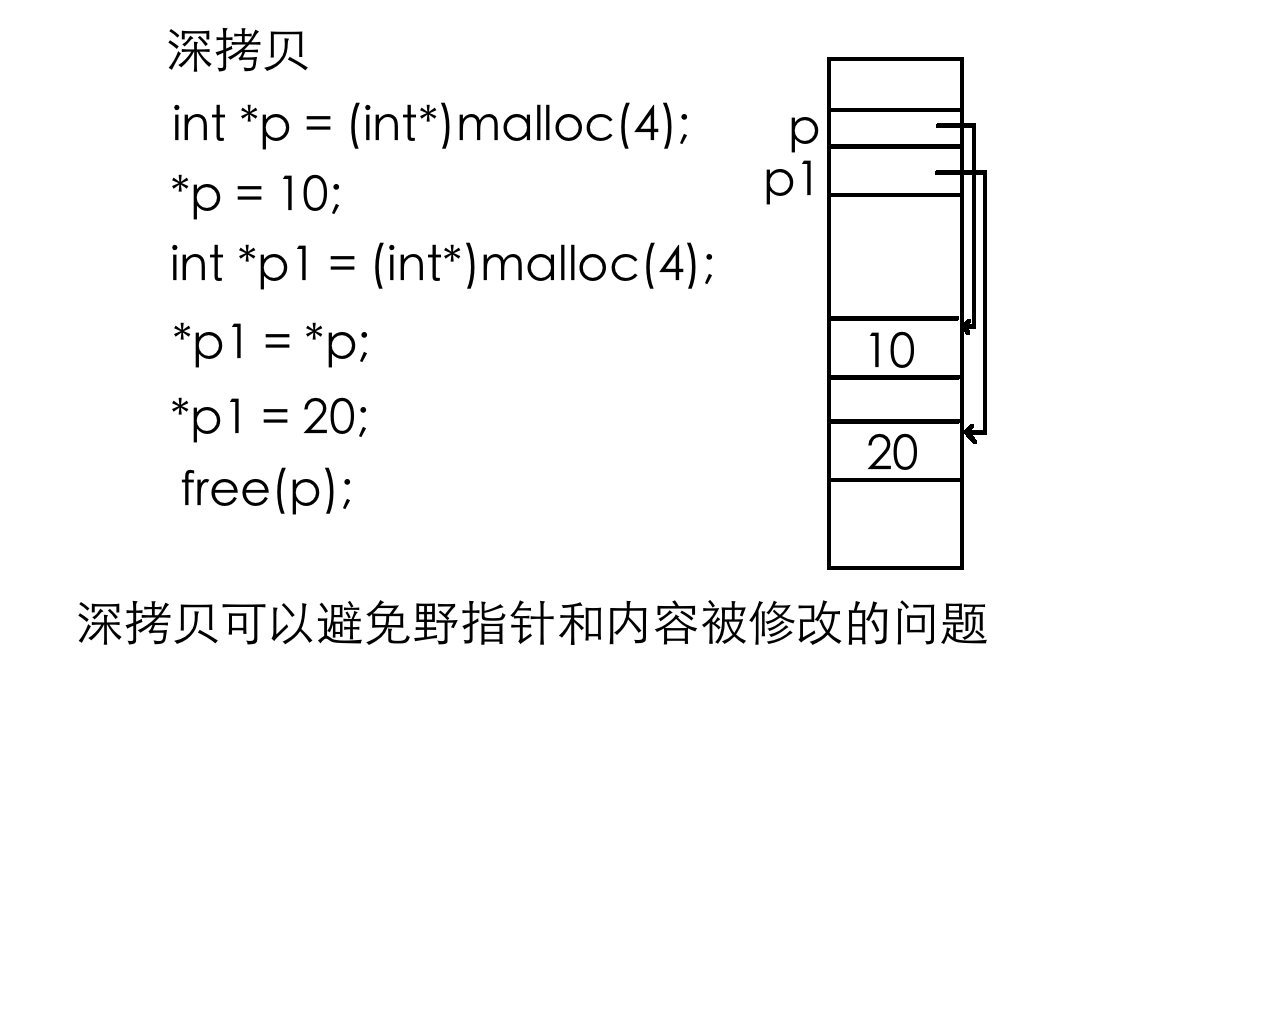 深拷贝
int *p = (int*)malloc(4);
*p = 10;
int *p1 = (int*)malloc(4);
*p1 = *p;
*p1 = 20;
free(p);
p
p1
10
20
深拷贝可以避免野指针和内容被修改的问题